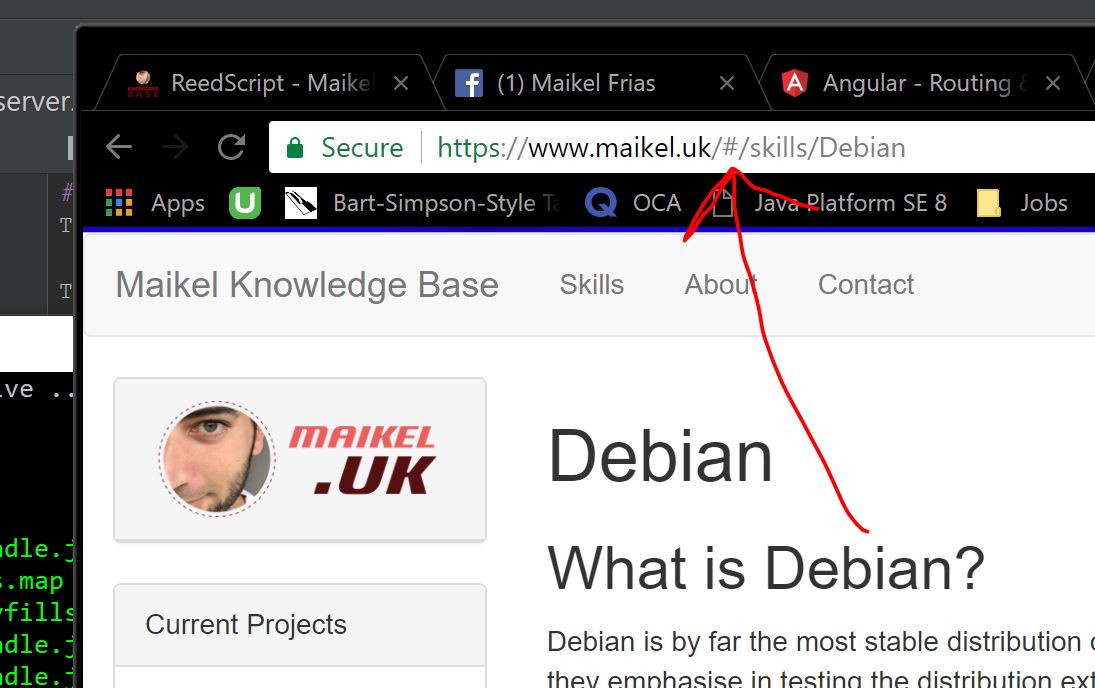 ReedScript - Maikel
(1) Maikel Frias
Angular - Routing &
server.
Secure
https://www.maikel.uk/#/skills/Debian
#
T
Apps
U
Bart-Simpson-Style Ta
OCA
Java Platform SE 8
Jobs
T
Maikel Knowledge Base
Skills
About
Contact
ive ..
MAIKEL
.UK
Debian
ndle.j
s.map
yfills
ndle.j
ndle.j
What is Debian?
Current Projects
Debian is by far the most stable distribution
they emphasise in testing the distribution ext